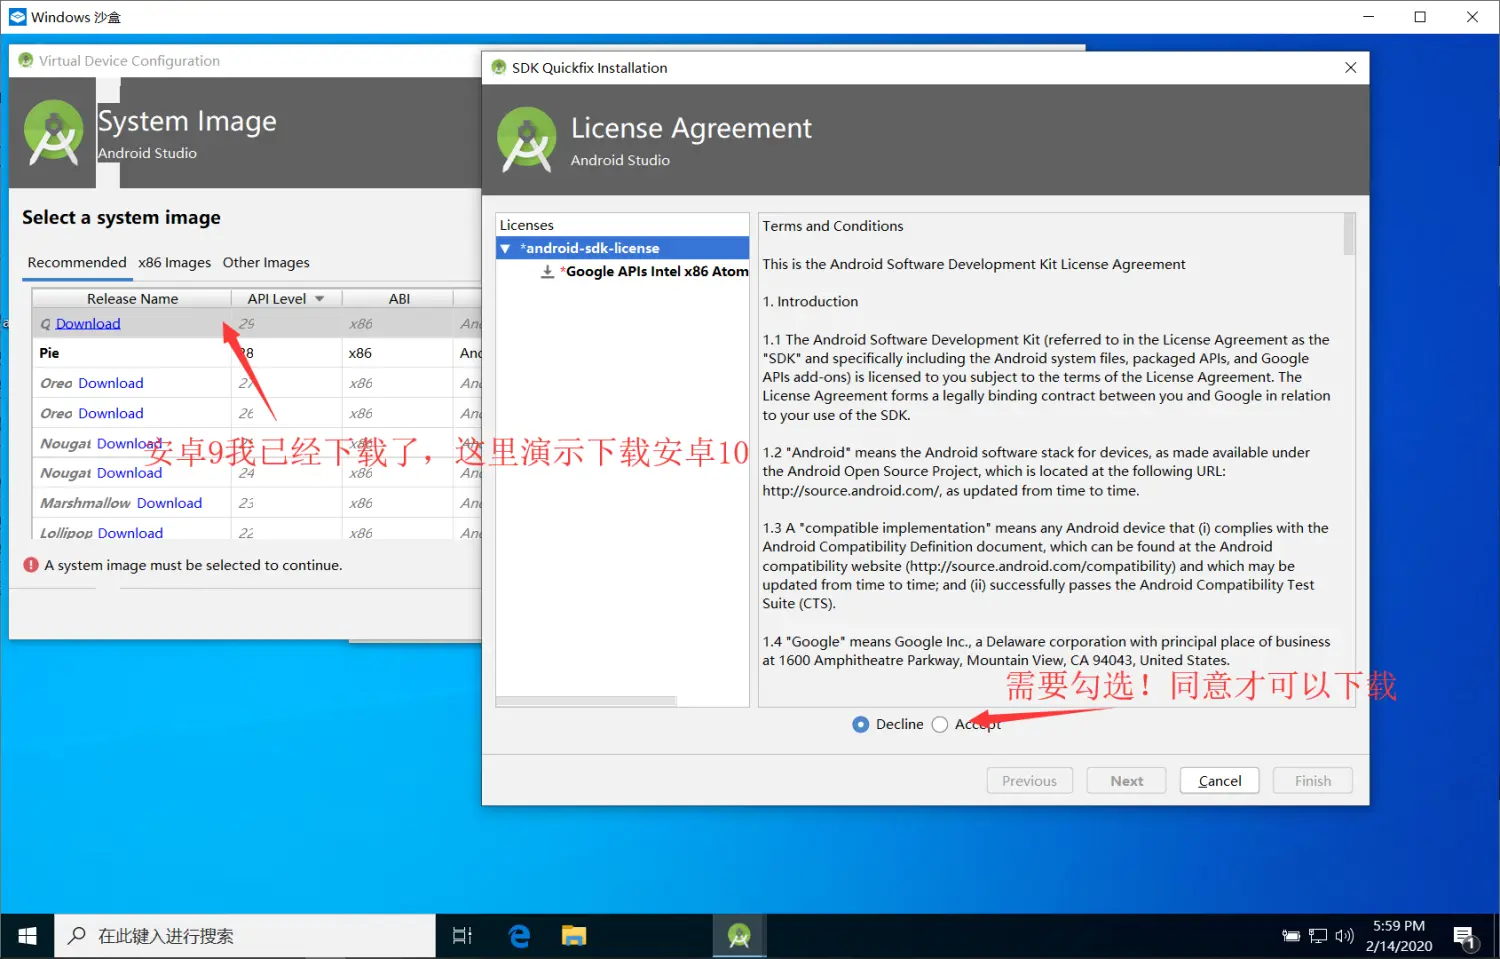 Windows 沙盒
Virtual Device Configuration
System Image
Android Studio
Select a system image
Recommended x86 Images Other Images
Release Name API Level ABI
Q Download 29 x86
Pie 28 x86
Oreo Download 27 x86
Oreo Download 26 x86
Nougat Download x86
Nougat Download 24 x86
Marshmallow Download 23 x86
Lollipop Download 22 x86
安卓9我已经下载了，这里演示下载安卓10
A system image must be selected to continue.
SDK Quickfix Installation
License Agreement
Android Studio
Licenses
*android-sdk-license
*Google APIs Intel x86 Atom
Terms and Conditions
This is the Android Software Development Kit License Agreement
1. Introduction
1.1 The Android Software Development Kit (referred to in the License Agreement as the
"SDK" and specifically including the Android system files, packaged APIs, and Google
APIs add-ons) is licensed to you subject to the terms of the License Agreement. The
License Agreement forms a legally binding contract between you and Google in relation
to your use of the SDK.
1.2 "Android" means the Android software stack for devices, as made available under
the Android Open Source Project, which is located at the following URL:
http://source.android.com/, as updated from time to time.
1.3 A "compatible implementation" means any Android device that (i) complies with the
Android Compatibility Definition document, which can be found at the Android
compatibility website (http://source.android.com/compatibility) and which may be
updated from time to time; and (ii) successfully passes the Android Compatibility Test
Suite (CTS).
1.4 "Google" means Google Inc., a Delaware corporation with principal place of business
at 1600 Amphitheatre Parkway, Mountain View, CA 94043, United States.
需要勾选！同意才可以下载
Decline Accept
Previous Next Cancel Finish
在此键入进行搜索
5:59 PM
2/14/2020
1